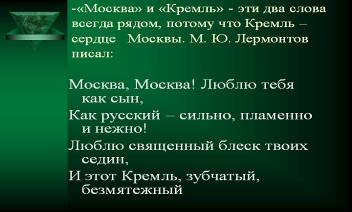 -«Москва» и «Кремль» - эти два слова
всегда рядом, потому что Кремль –
сердце Москвы. М. Ю. Лермонтов
писал:
Москва, Москва! Люблю тебя
как сын,
Как русский – сильно, пламенно
и нежно!
Люблю священный блеск твоих
седин,
И этот Кремль, зубчатый,
безмятежный